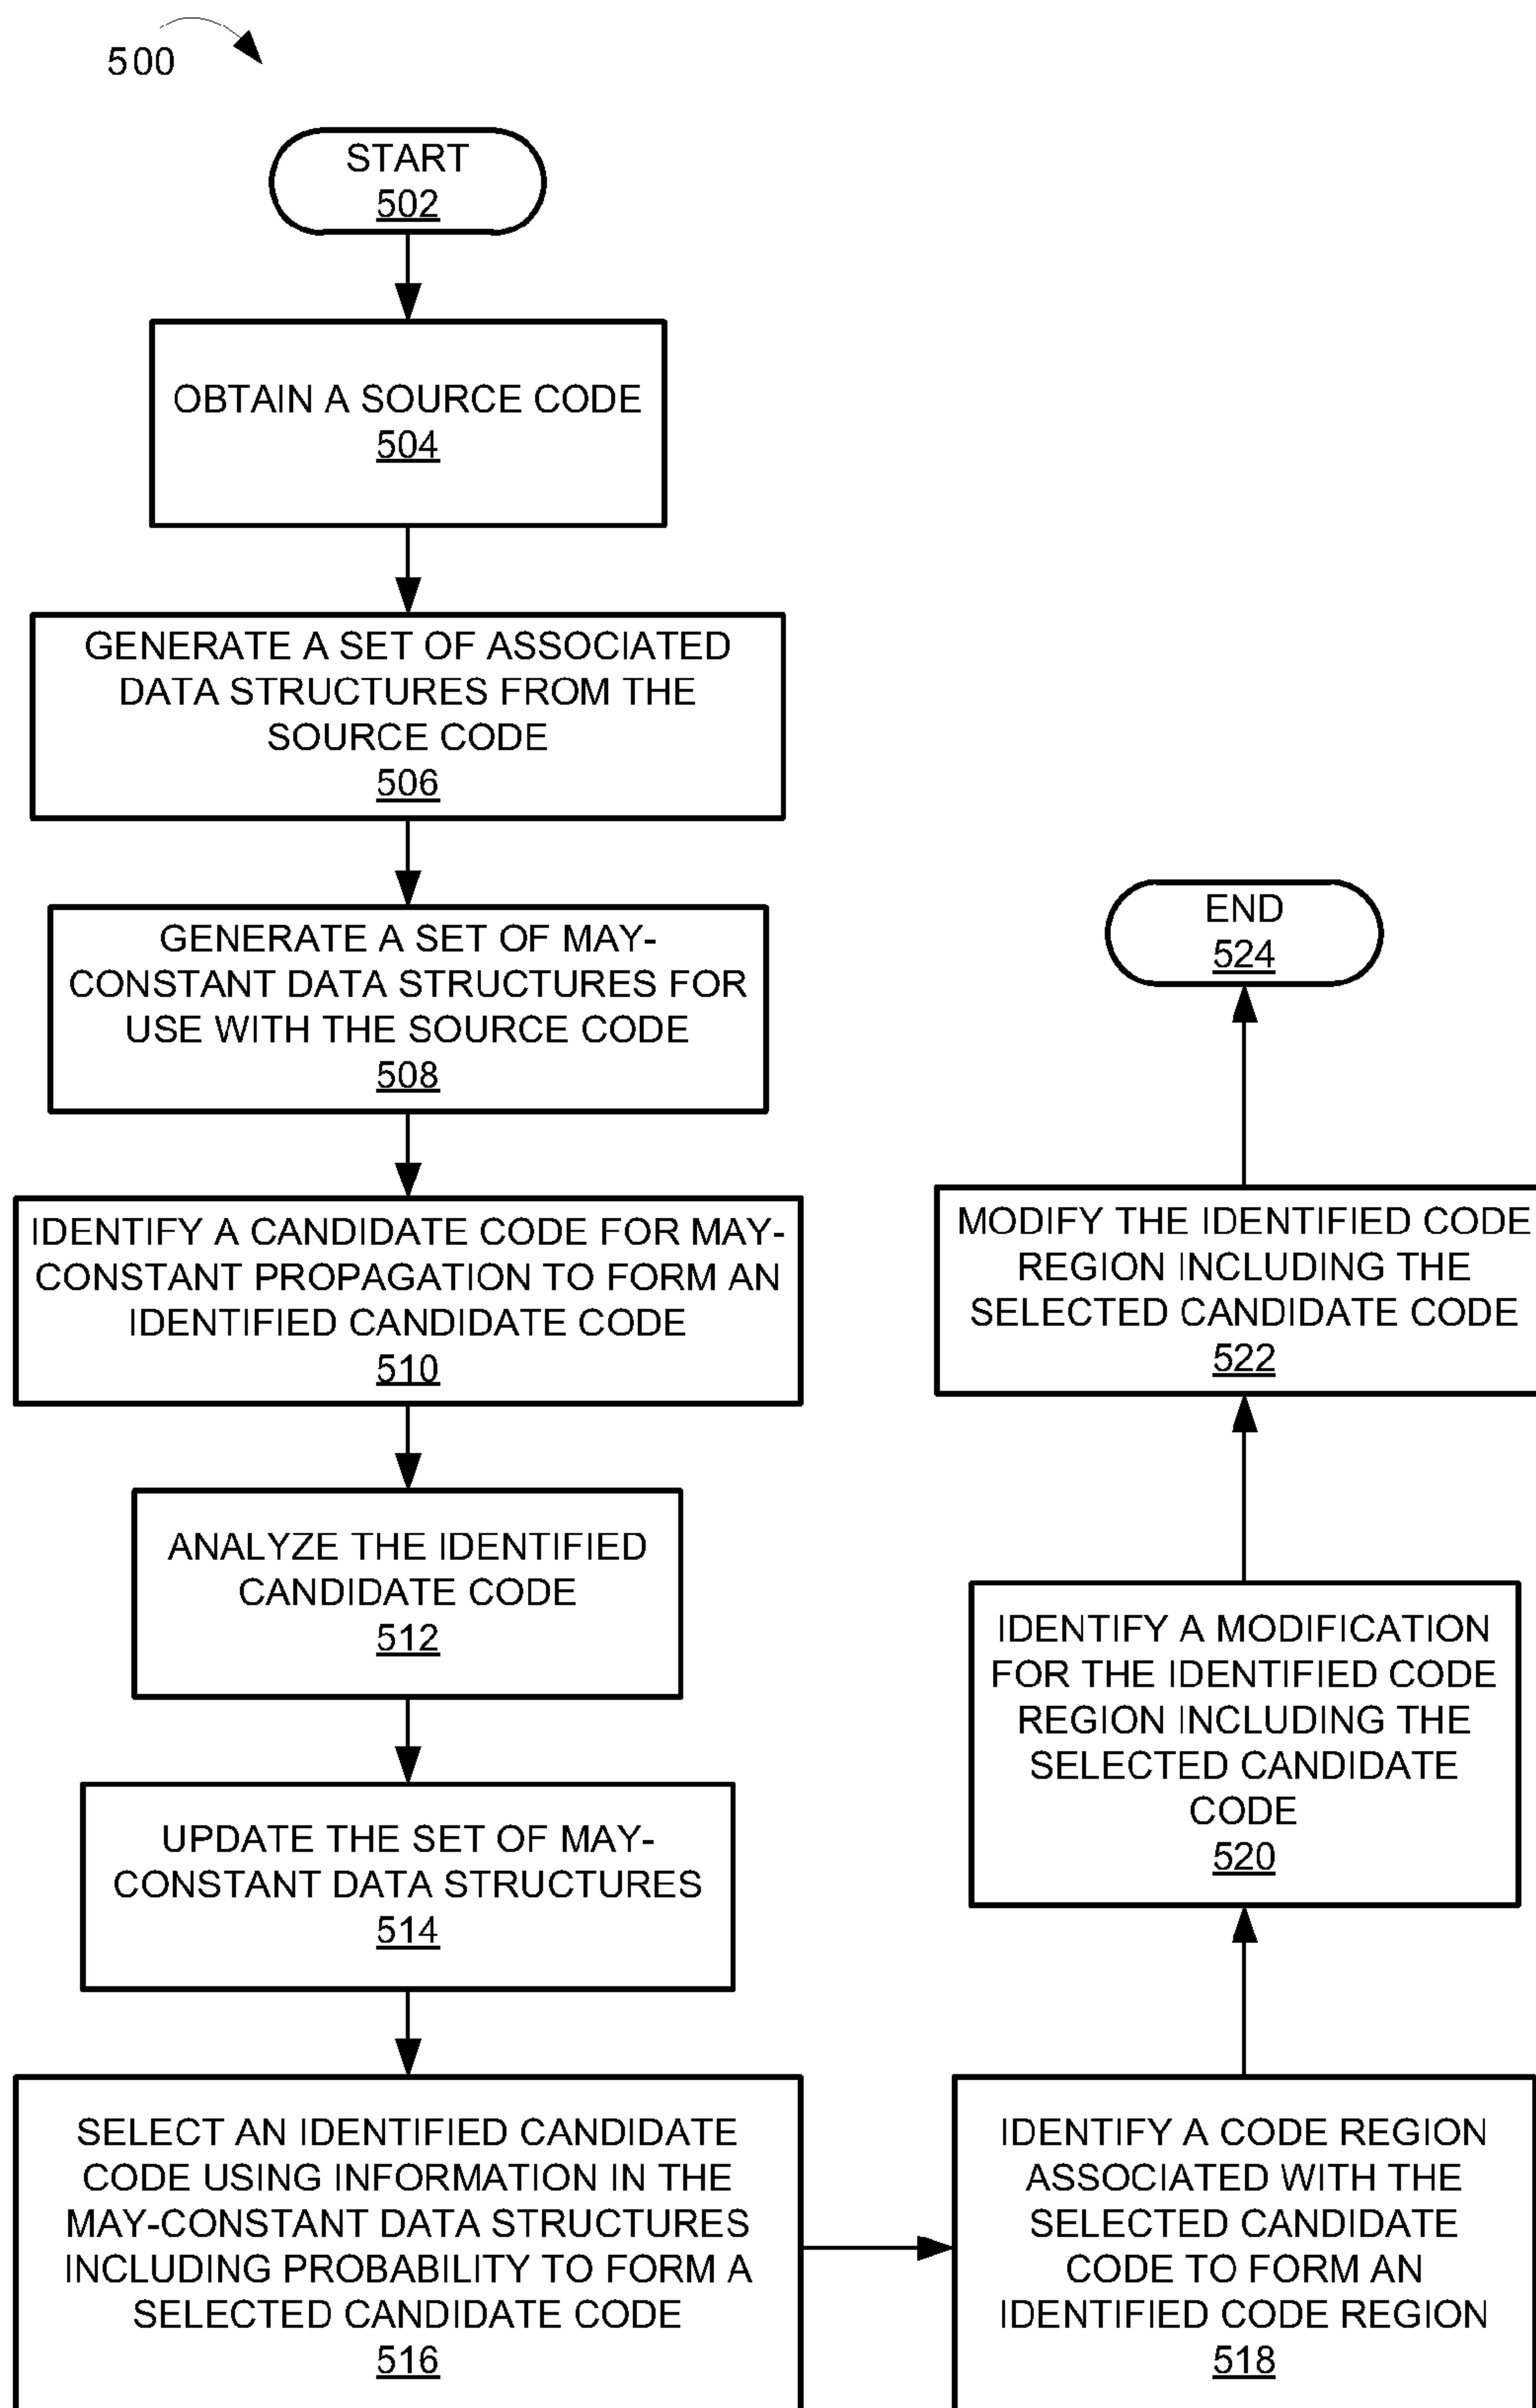 500
START
502
OBTAIN A SOURCE CODE
504
GENERATE A SET OF ASSOCIATED
DATA STRUCTURES FROM THE
SOURCE CODE
506
GENERATE A SET OF MAY-
CONSTANT DATA STRUCTURES FOR
USE WITH THE SOURCE CODE
508
IDENTIFY A CANDIDATE CODE FOR MAY-
CONSTANT PROPAGATION TO FORM AN
IDENTIFIED CANDIDATE CODE
510
ANALYZE THE IDENTIFIED
CANDIDATE CODE
512
UPDATE THE SET OF MAY-
CONSTANT DATA STRUCTURES
514
SELECT AN IDENTIFIED CANDIDATE
CODE USING INFORMATION IN THE
MAY-CONSTANT DATA STRUCTURES
INCLUDING PROBABILITY TO FORM A
SELECTED CANDIDATE CODE
516
IDENTIFY A CODE REGION
ASSOCIATED WITH THE
SELECTED CANDIDATE
CODE TO FORM AN
IDENTIFIED CODE REGION
518
IDENTIFY A MODIFICATION
FOR THE IDENTIFIED CODE
REGION INCLUDING THE
SELECTED CANDIDATE
CODE
520
MODIFY THE IDENTIFIED CODE
REGION INCLUDING THE
SELECTED CANDIDATE CODE
522
END
524